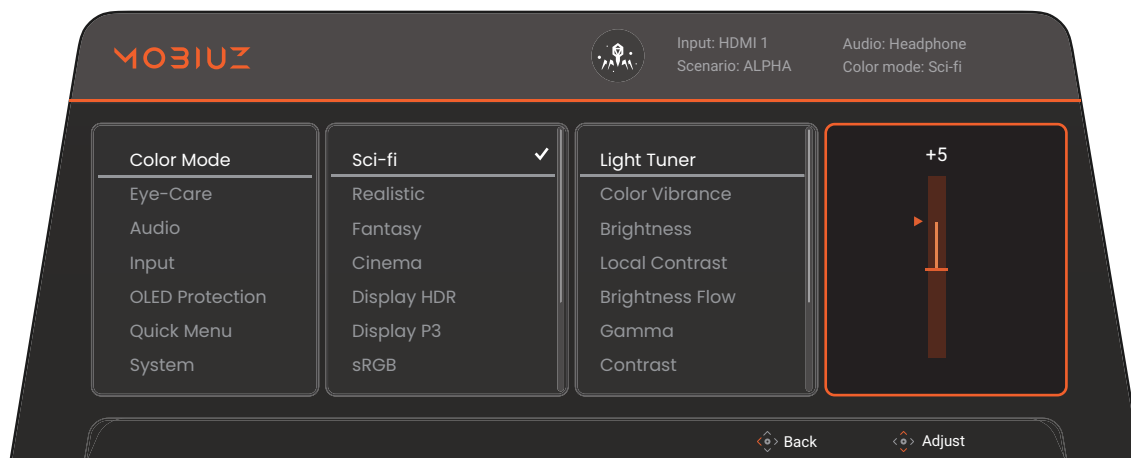 MOBIUZ
Input: HDMI 1
Scenario: ALPHA
Audio: Headphone
Color mode: Sci-fi
Color Mode
Eye-Care
Audio
Input
OLED Protection
Quick Menu
System
Sci-fi
Realistic
Fantasy
Cinema
Display HDR
Display P3
sRGB
Light Tuner
Color Vibrance
Brightness
Local Contrast
Brightness Flow
Gamma
Contrast
+5
Back
Adjust